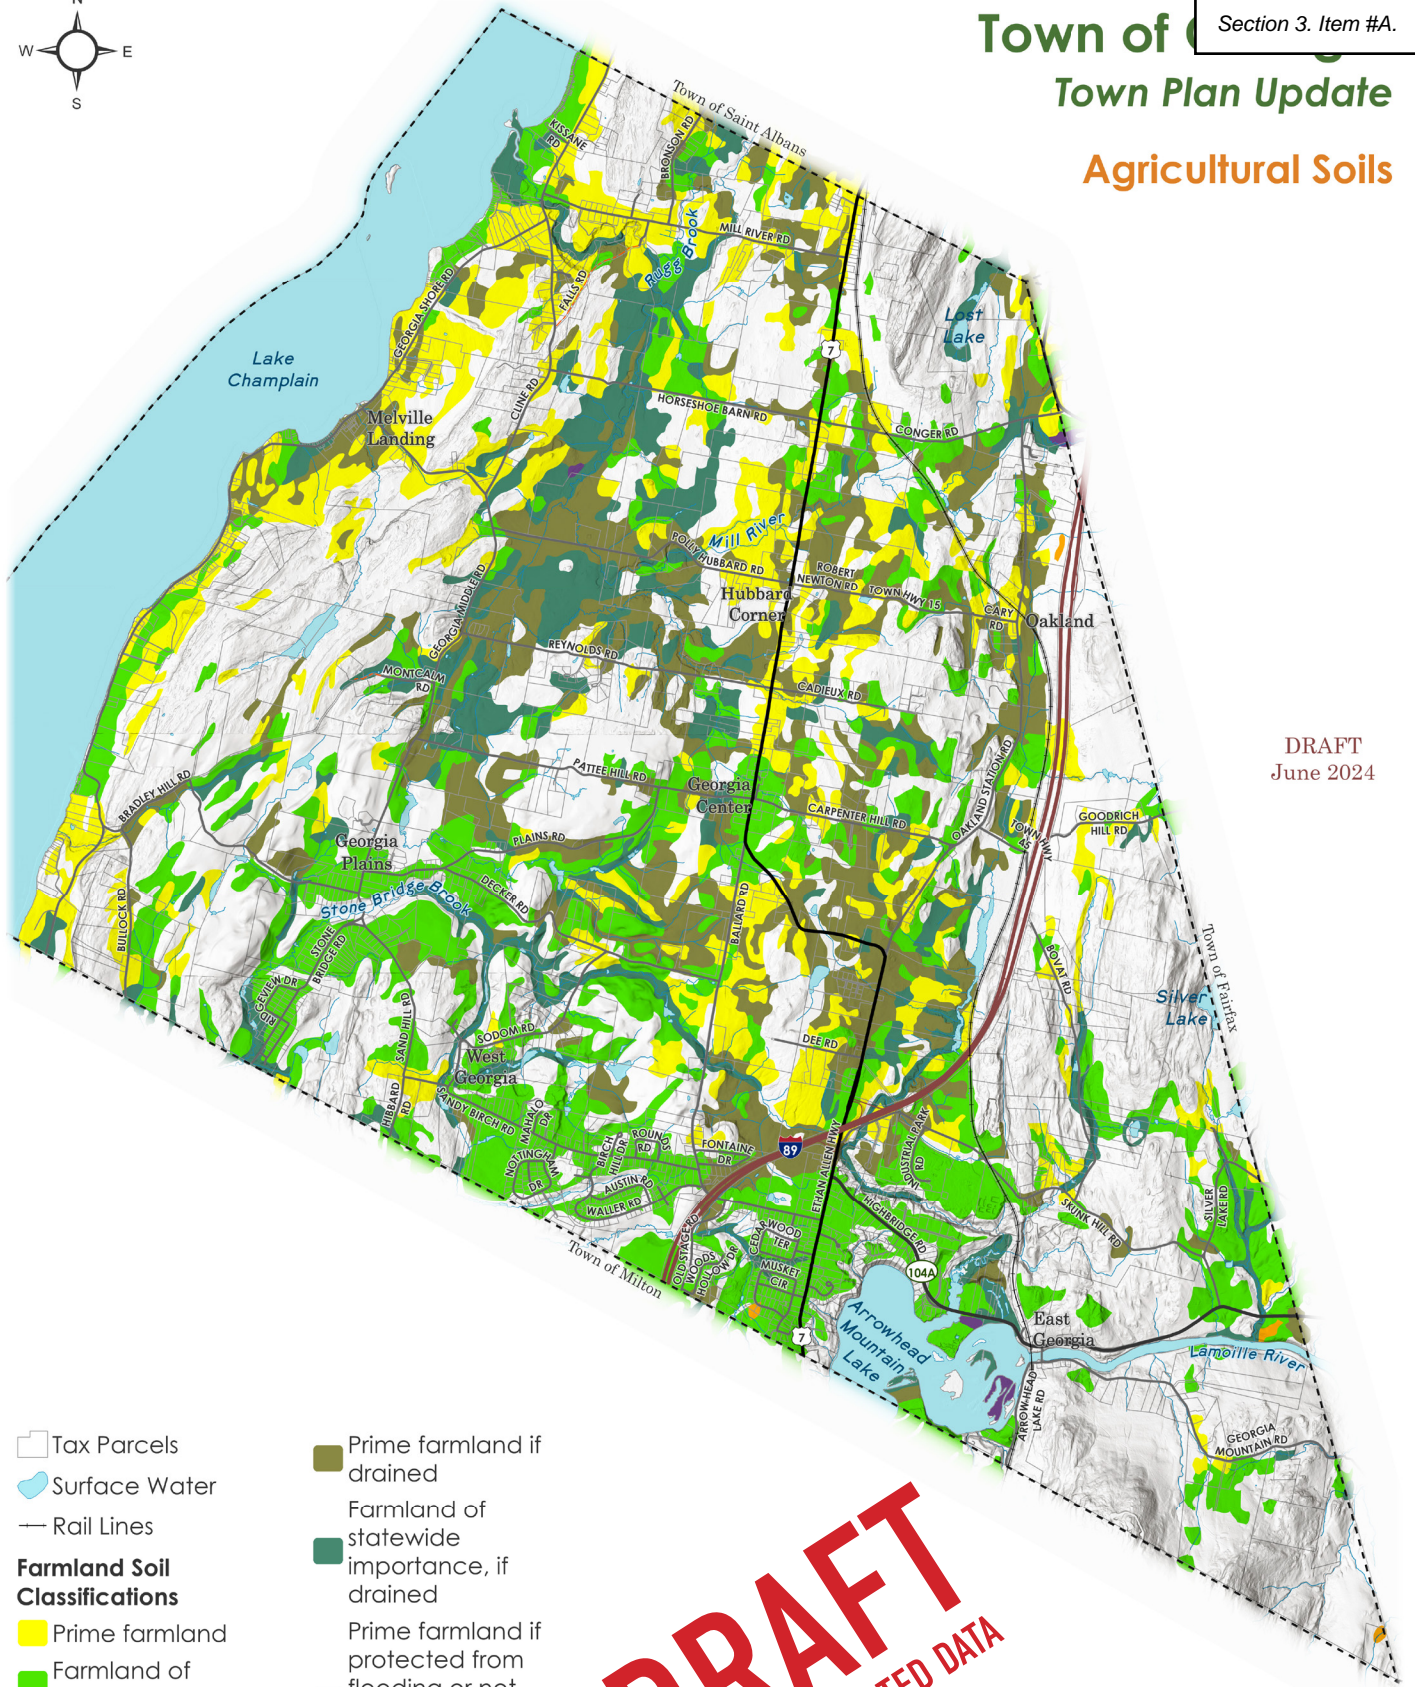 N
W
E
S
Town of
Section 3. Item #A.
Town Plan Update
Agricultural Soils
Town of Saint Albans
KISSANE
RD
BRONSON RD
MILL RIVER RD
Rugg Brook
FALLS RD
GEORGIA SHORE RD
Lost
Lake
7
Lake
Champlain
CLINE RD
HORSESHOE BARN RD
CONGER RD
Melville
Landing
Mill River
POLLY HUBBARD RD
ROBERT
NEWTON RD
TOWN HWY 15
Hubbard
Corner
CARY
RD
Oakland
GEORGIA MIDDLE RD
REYNOLDS RD
MONTCALM
RD
CADIEUX RD
DRAFT
June 2024
PATTEE HILL RD
Georgia
Center
BRADLEY HILL RD
CARPENTER HILL RD
OAKLAND STATION RD
TOWN HWY
45
GOODRICH
HILL RD
PLAINS RD
Georgia
Plains
DECKER RD
Stone Bridge Brook
BULLOCK RD
BALLARD RD
STONE
BRIDGE RD
RIDGEVIEW DR
SAND HILL RD
BOVAT RD
Town of Fairfax
Silver
Lake
SODOM RD
DEE RD
West
Georgia
HIBBARD
RD
SANDY BIRCH RD
MAHALO
DR
BIRCH
HILL DR
ROUNDS
RD
FONTAINE
DR
89
ETHAN ALLEN HWY
INDUSTRIAL PARK
RD
NOTTINGHAM
DR
AUSTIN RD
WALLER RD
HIGHBRIDGE RD
SKUNK HILL RD
SILVER
LAKE RD
Town of Milton
OLD STAGE RD
WOODS
HOLLOW DR
CEDAR WOOD
TER
MUSKET
CIR
104A
7
Arrowhead
Mountain
Lake
East
Georgia
Lamoille River
ARROWHEAD
LAKE RD
GEORGIA
MOUNTAIN RD
Tax Parcels
Surface Water
Rail Lines
Farmland Soil
Classifications
Prime farmland
Farmland of
Prime farmland if
drained
Farmland of
statewide
importance, if
drained
Prime farmland if
protected from
flooding or not
DRAFT
TED DATA